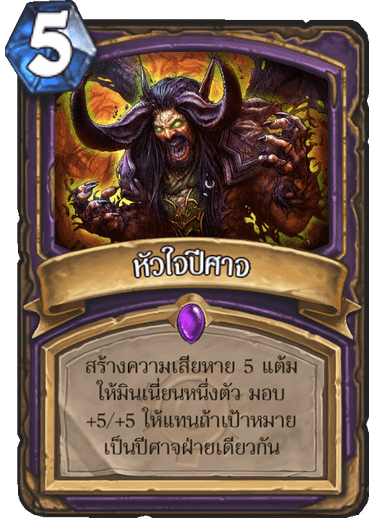 5
หัวใจปีศาจ
สร้างความเสียหาย 5 แต้ม
ให้มินเนี่ยนหนึ่งตัว มอบ
+5/+5 ให้แทนถ้าเป้าหมาย
เป็นปีศาจฝ่ายเดียวกัน